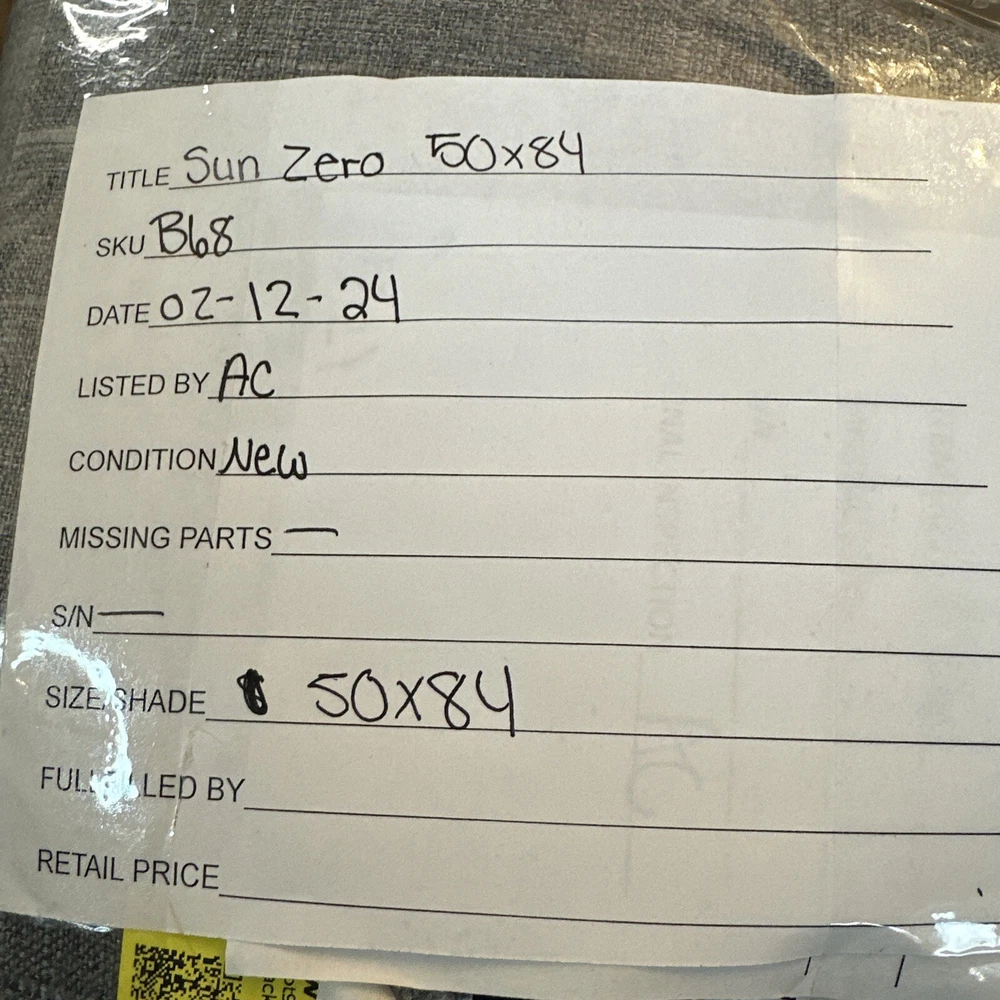 TITLE Sun Zero 50x84
SKU B68
DATE 02-12-24
LISTED BY AC
CONDITION New
MISSING PARTS —
S/N —
SIZE/SHADE 50x84
BY
RETAIL PRICE